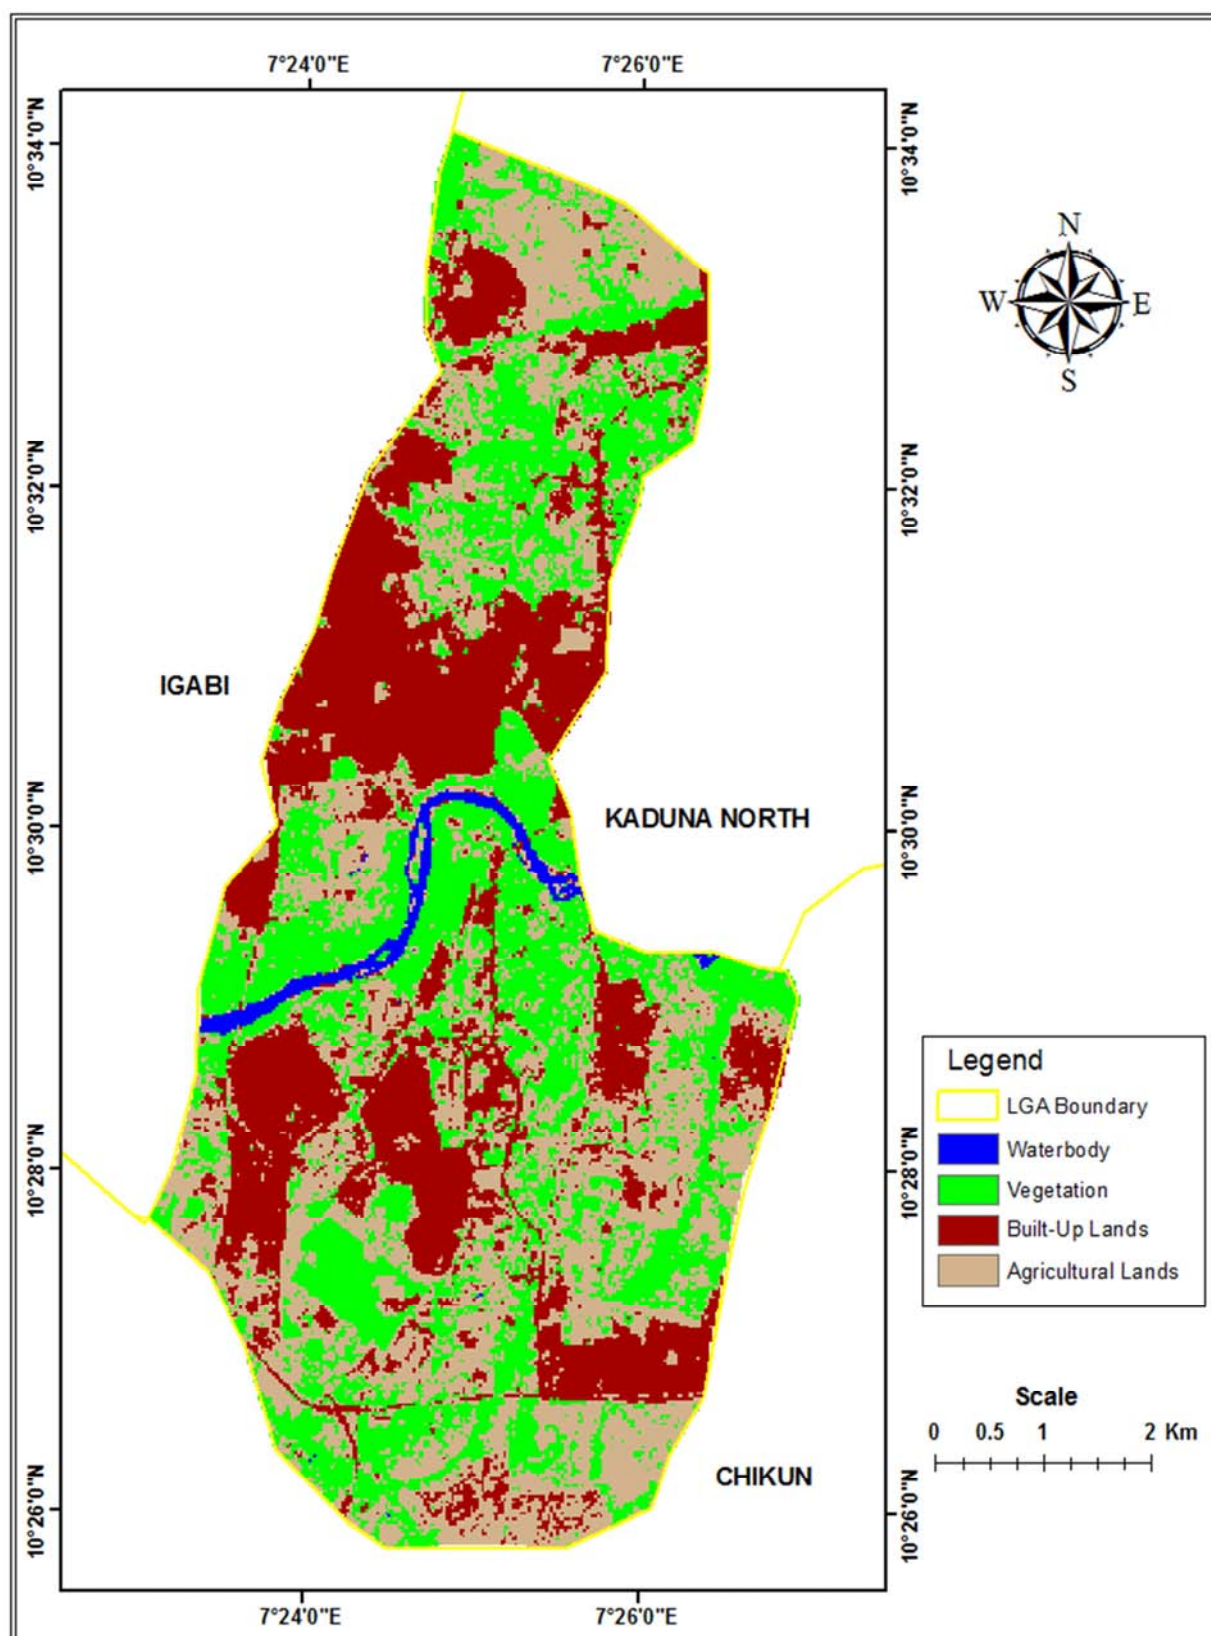 7°24'0"E 7°26'0"E
10°34'0"N 10°34'0"N
N
W E
S
10°32'0"N 10°32'0"N
IGABI
KADUNA NORTH
10°30'0"N 10°30'0"N
Legend
LGA Boundary
Waterbody
Vegetation
Built-Up Lands
Agricultural Lands
10°28'0"N 10°28'0"N
Scale
0 0.5 1 2 Km
CHIKUN
10°26'0"N 10°26'0"N
7°24'0"E 7°26'0"E